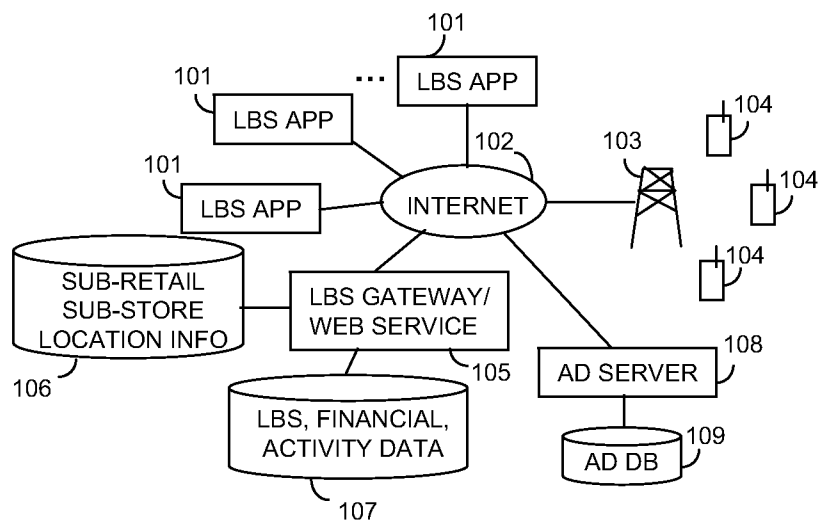 101
... LBS APP
101
LBS APP
104
102
103
101
104
INTERNET
LBS APP
SUB-RETAIL
SUB-STORE
LOCATION INFO
104
LBS GATEWAY/
WEB SERVICE
106
105
108
AD SERVER
LBS, FINANCIAL,
ACTIVITY DATA
109
AD DB
107